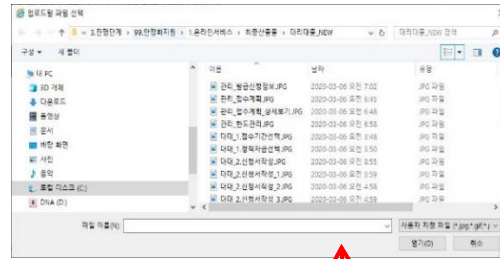 업로드할 파일 선택
« 3.진행단계 › 99.안정화지원 › 1.온라인서비스 › 최종산출물 › 대리대출_NEW
대리대출_NEW 검색
구성 ▾ 새 폴더
이름 날짜 유형
내 PC
3D 개체
다운로드
동영상
문서
바탕 화면
사진
음악
로컬 디스크 (C:)
DNA (D:)
관리_발급신청정보.JPG 2020-03-06 오전 7:02 JPG 파일
관리_접수계획.JPG 2020-03-06 오전 6:45 JPG 파일
관리_접수계획_상세보기.JPG 2020-03-06 오전 6:48 JPG 파일
관리_한도관리.JPG 2020-03-06 오전 6:58 JPG 파일
대대_1.접수기간선택.JPG 2020-03-06 오전 3:48 JPG 파일
대대_1.정책자금선택.JPG 2020-03-06 오전 3:50 JPG 파일
대대_2.신청서작성.JPG 2020-03-06 오전 8:55 JPG 파일
대대_2.신청서작성_1.JPG 2020-03-06 오전 3:59 JPG 파일
대대_2.신청서작성_2.JPG 2020-03-06 오전 4:58 JPG 파일
대대_2.신청서작성_3.JPG 2020-03-06 오전 4:59 JPG 파일
파일 이름(N):
사용자 지정 파일 (*.jpg;*.gif;*.)
열기(O) 취소